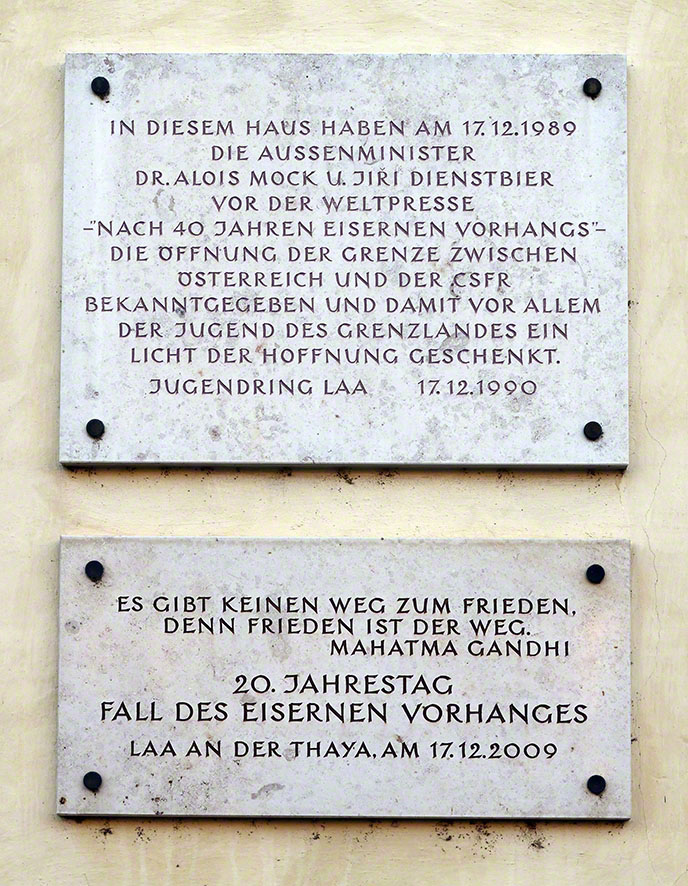 IN DIESEM HAUS HABEN AM 17.12.1989
DIE AUSSENMINISTER
DR. ALOIS MOCK U. JIŘI DIENSTBIER
VOR DER WELTPRESSE
–"NACH 40 JAHREN EISERNEN VORHANGS"–
DIE ÖFFNUNG DER GRENZE ZWISCHEN
ÖSTERREICH UND DER CSFR
BEKANNTGEGEBEN UND DAMIT VOR ALLEM
DER JUGEND DES GRENZLANDES EIN
LICHT DER HOFFNUNG GESCHENKT.
JUGENDRING LAA 17.12.1990
ES GIBT KEINEN WEG ZUM FRIEDEN,
DENN FRIEDEN IST DER WEG.
MAHATMA GANDHI
20. JAHRESTAG
FALL DES EISERNEN VORHANGES
LAA AN DER THAYA, AM 17.12.2009